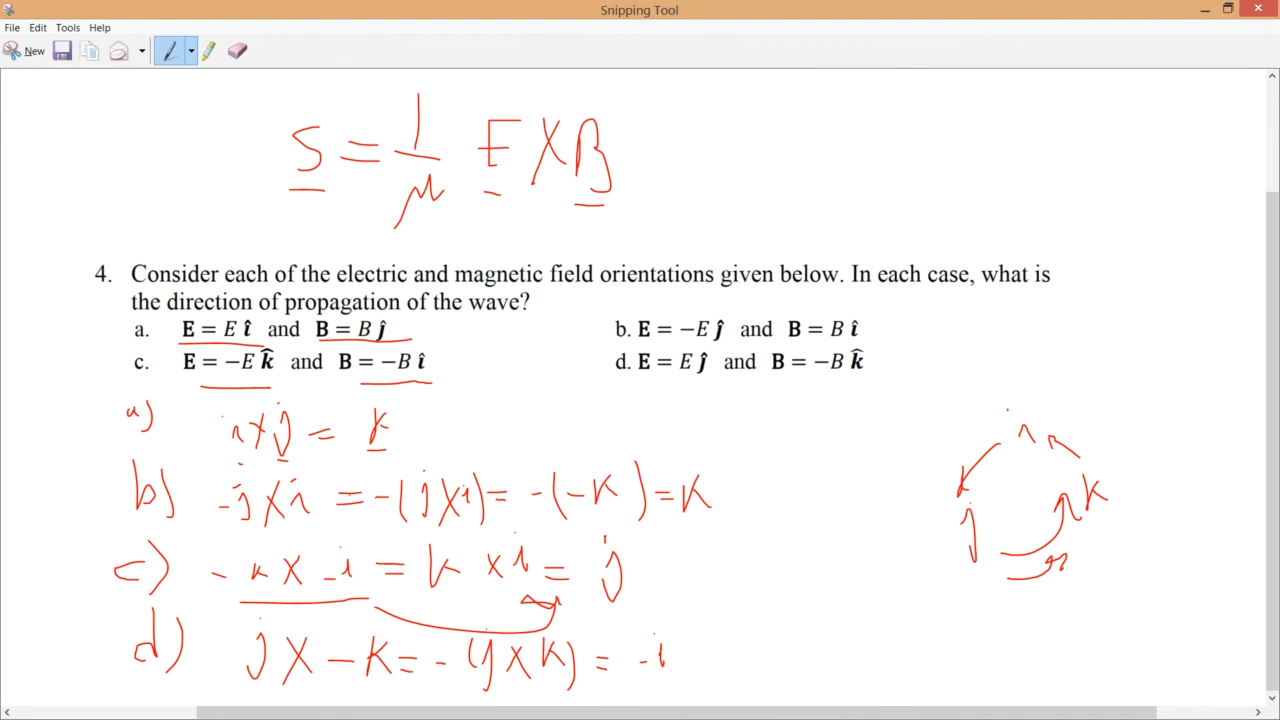 Snipping Tool
File Edit Tools Help
New
S = 1/μ E X B
4. Consider each of the electric and magnetic field orientations given below. In each case, what is
the direction of propagation of the wave?
a. E = E î and B = B ĵ b. E = −E ĵ and B = B î
c. E = −E k̂ and B = −B î d. E = E ĵ and B = −B k̂
a) i x j = k
b) -j x i = -(j x i) = -(-k) = k
c) - k x -i = k x i = j
d) j x - k = -(j x k) = -i
i
j
k